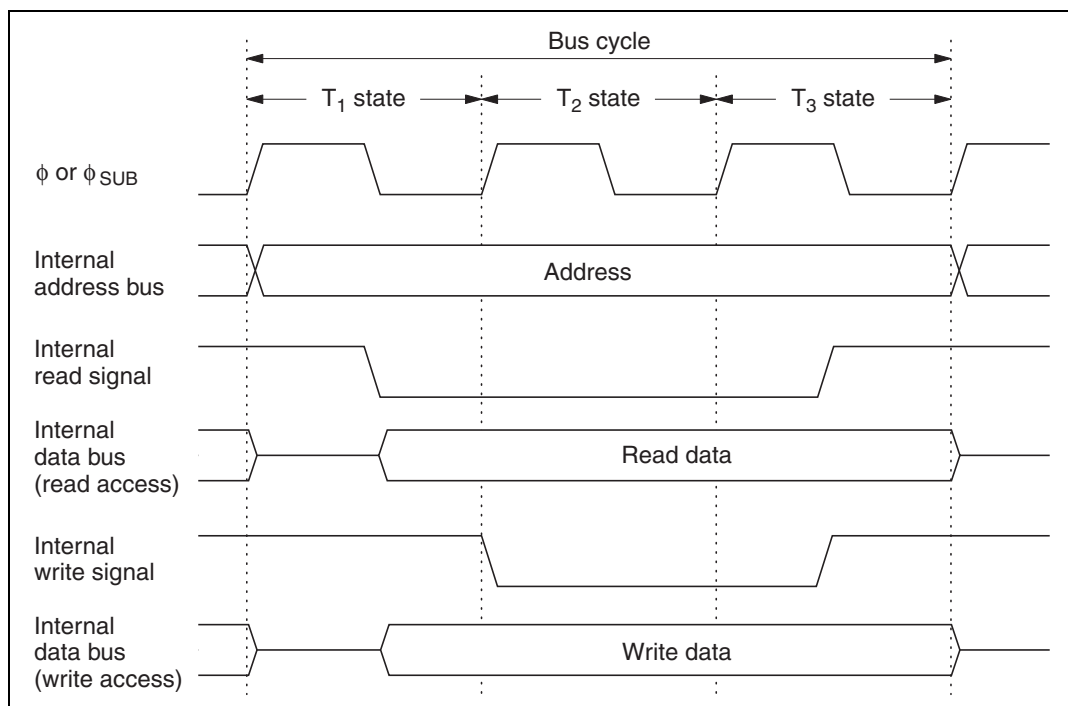 Bus cycle
T1 state
T2 state
T3 state
ϕ or ϕSUB
Internal
address bus
Address
Internal
read signal
Internal
data bus
(read access)
Read data
Internal
write signal
Internal
data bus
(write access)
Write data